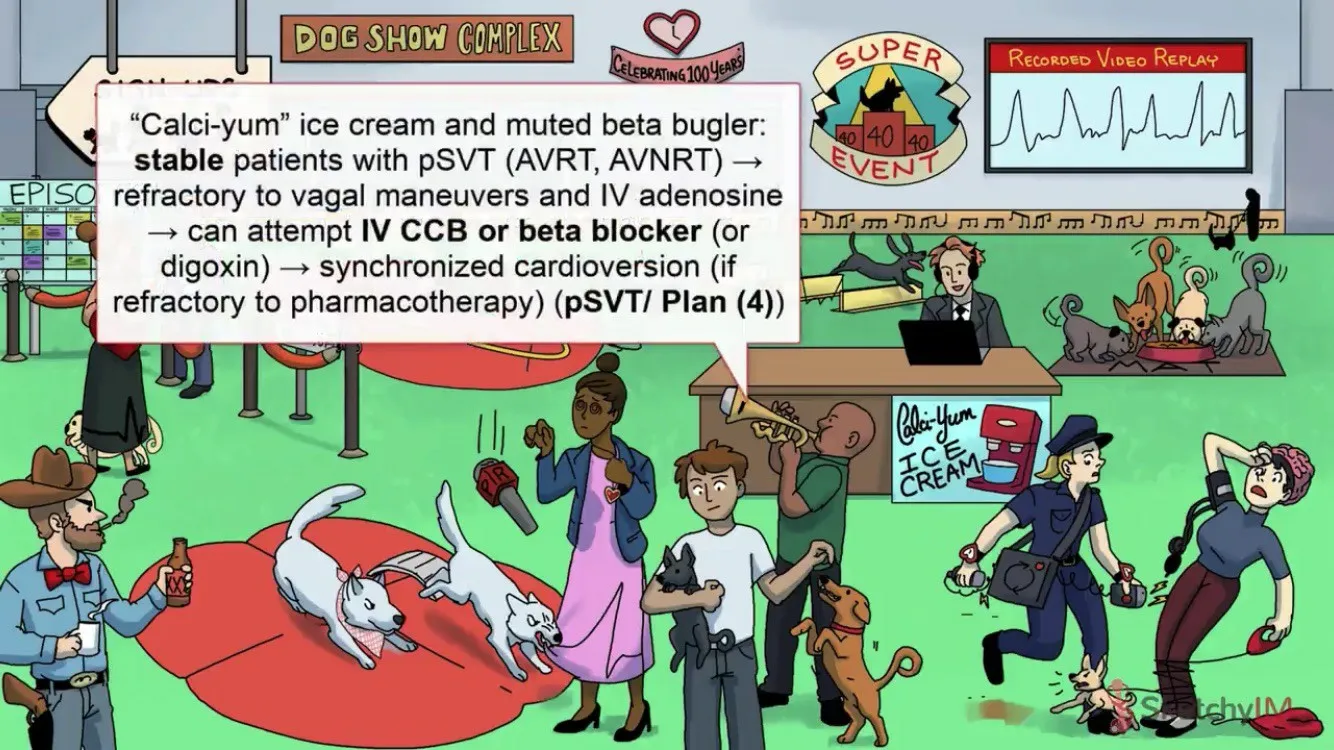 DOG SHOW COMPLEX
CELEBRATING 100 YEARS
SUPER
40 40 40
EVENT
RECORDED VIDEO REPLAY
SIGN-UPS
EPISO
“Calci-yum” ice cream and muted beta bugler:
stable patients with pSVT (AVRT, AVNRT) →
refractory to vagal maneuvers and IV adenosine
→ can attempt IV CCB or beta blocker (or
digoxin) → synchronized cardioversion (if
refractory to pharmacotherapy) (pSVT/ Plan (4))
Calci-Yum
ICE
CREAM
XXX
SketchyIM